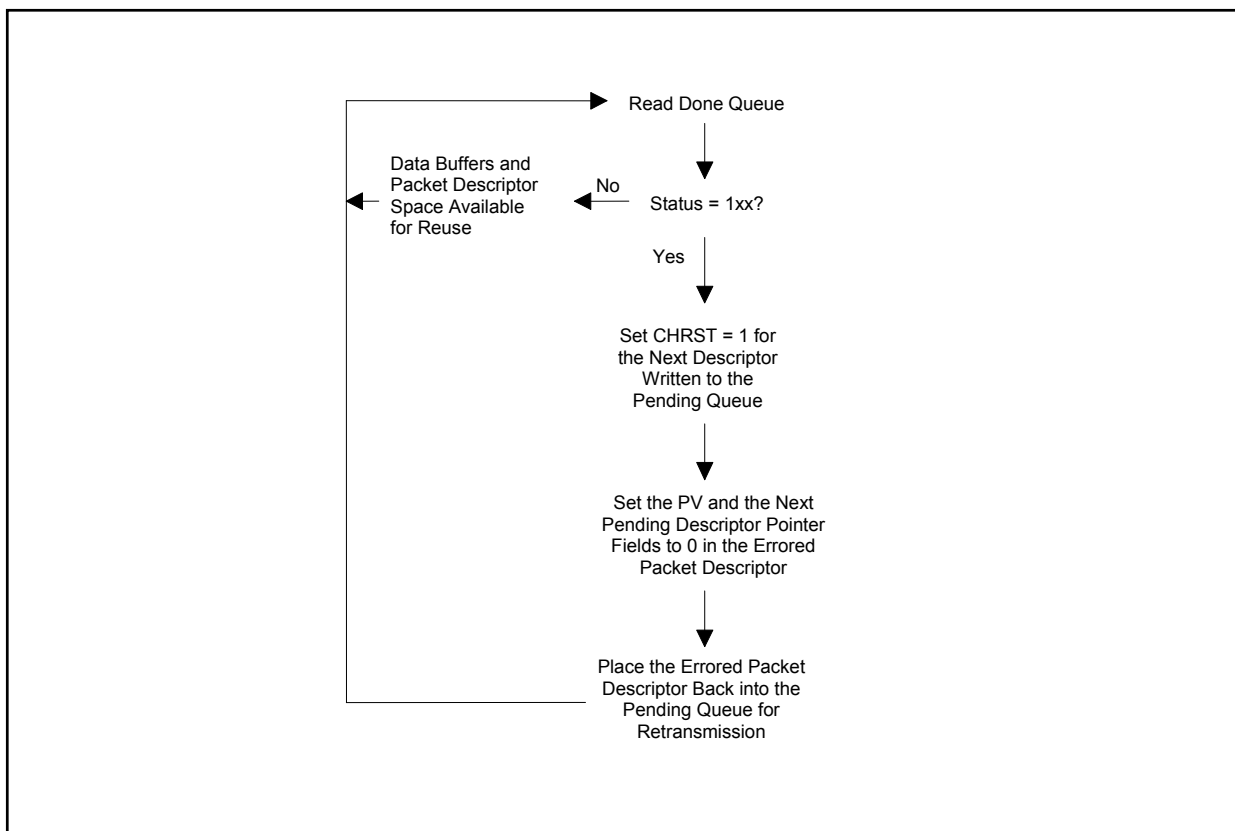 Read Done Queue
Data Buffers and
Packet Descriptor
Space Available
for Reuse
No
Status = 1xx?
Yes
Set CHRST = 1 for
the Next Descriptor
Written to the
Pending Queue
Set the PV and the Next
Pending Descriptor Pointer
Fields to 0 in the Errored
Packet Descriptor
Place the Errored Packet
Descriptor Back into the
Pending Queue for
Retransmission